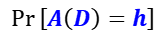 Pr [A(D) = h]